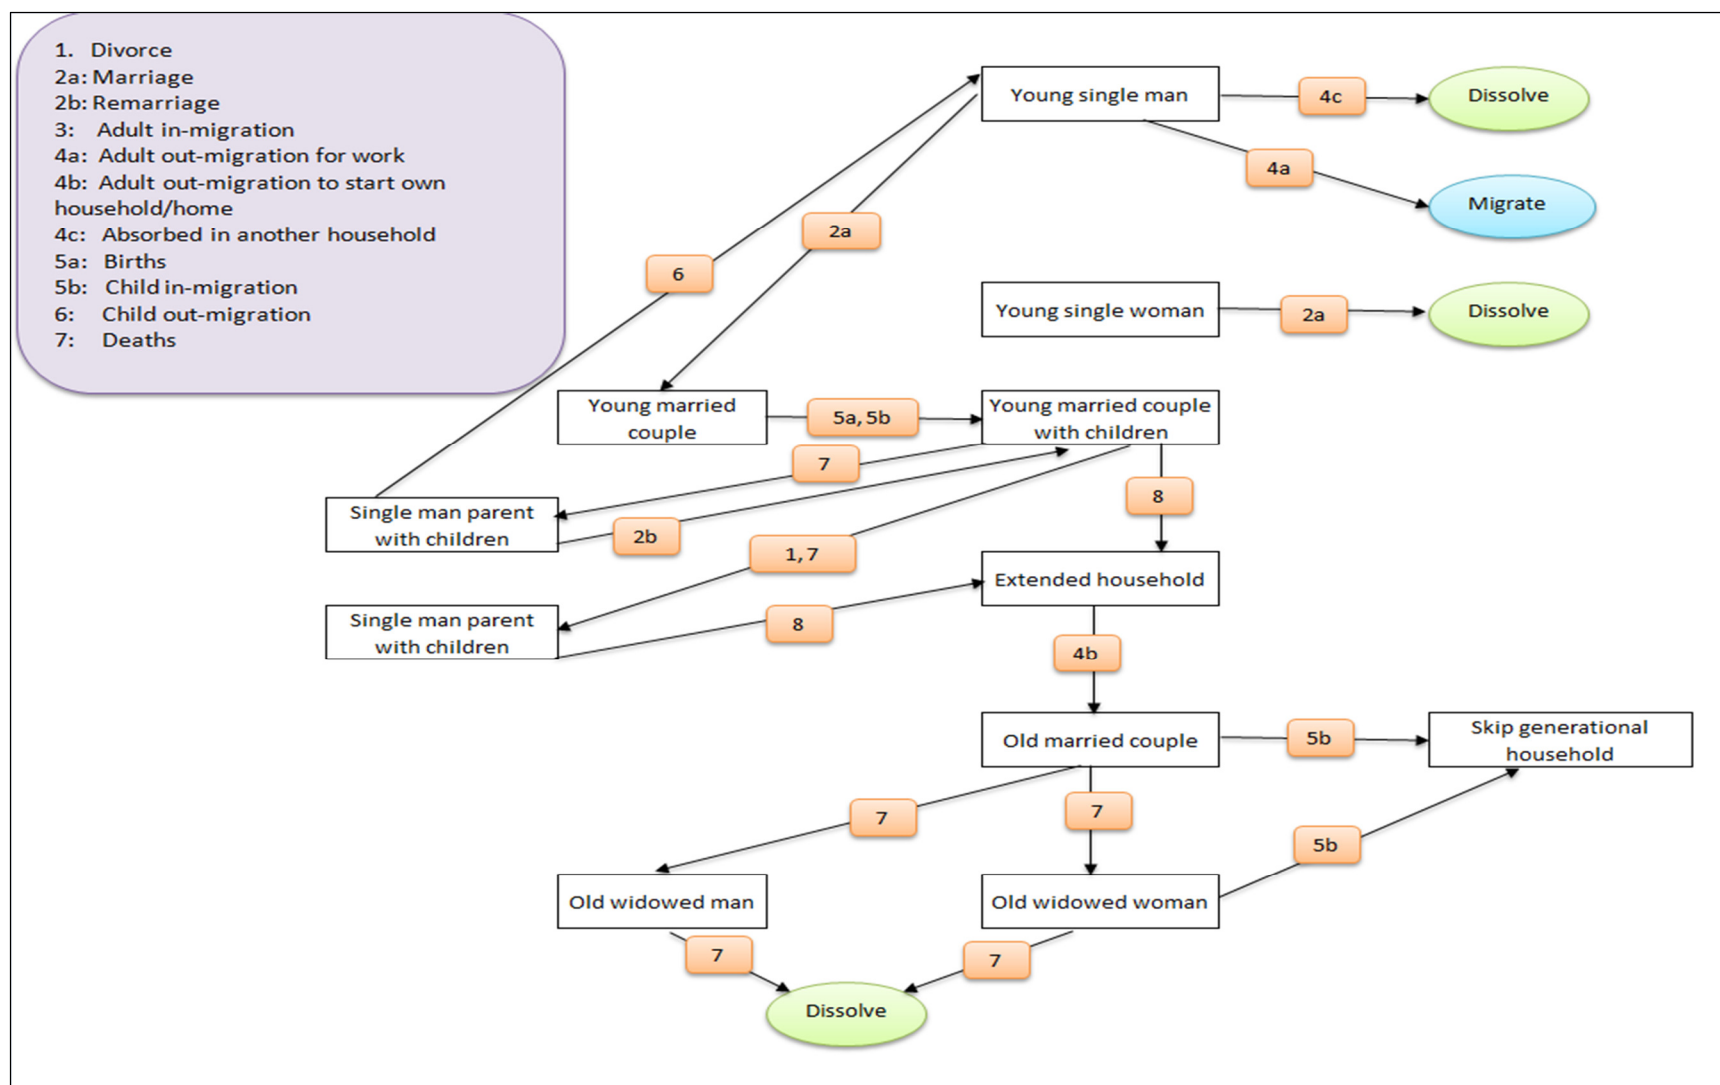 1. Divorce
2a: Marriage
2b: Remarriage
3: Adult in-migration
4a: Adult out-migration for work
4b: Adult out-migration to start own
household/home
4c: Absorbed in another household
5a: Births
5b: Child in-migration
6: Child out-migration
7: Deaths
Young single man
4c
Dissolve
4a
Migrate
2a
6
Young single woman
2a
Dissolve
Young married
couple
5a, 5b
Young married couple
with children
7
8
Single man parent
with children
2b
1, 7
Extended household
Single man parent
with children
8
4b
Old married couple
5b
Skip generational
household
7
7
5b
Old widowed man
Old widowed woman
7
7
Dissolve